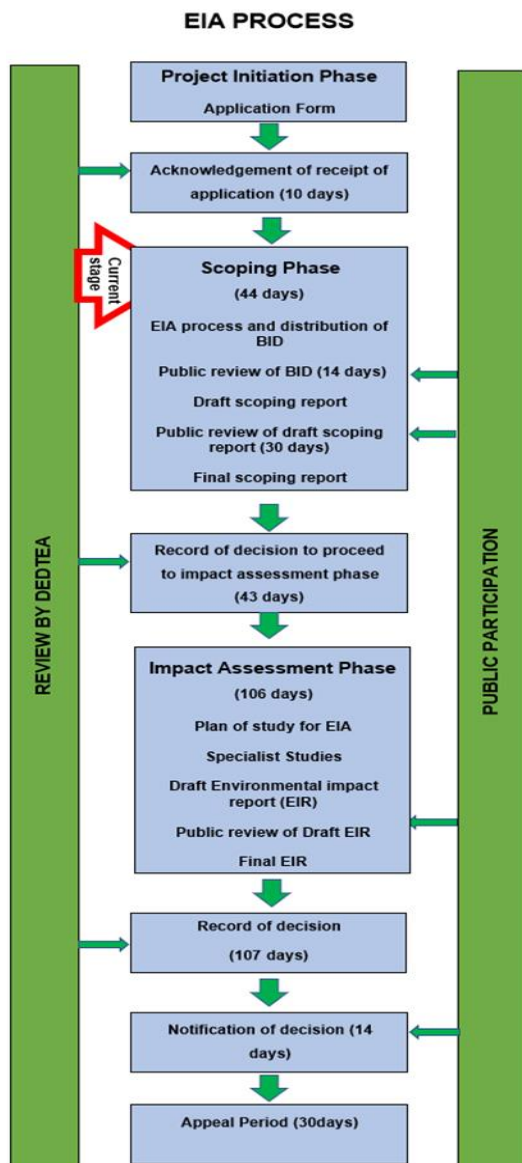 EIA PROCESS
Project Initiation Phase
Application Form
Acknowledgement of receipt of
application (10 days)
Current
stage
Scoping Phase
(44 days)
EIA process and distribution of
BID
Public review of BID (14 days)
Draft scoping report
Public review of draft scoping
report (30 days)
Final scoping report
Record of decision to proceed
to impact assessment phase
(43 days)
Impact Assessment Phase
(106 days)
Plan of study for EIA
Specialist Studies
Draft Environmental impact
report (EIR)
Public review of Draft EIR
Final EIR
Record of decision
(107 days)
Notification of decision (14
days)
Appeal Period (30days)
REVIEW BY DEDTEA
PUBLIC PARTICIPATION